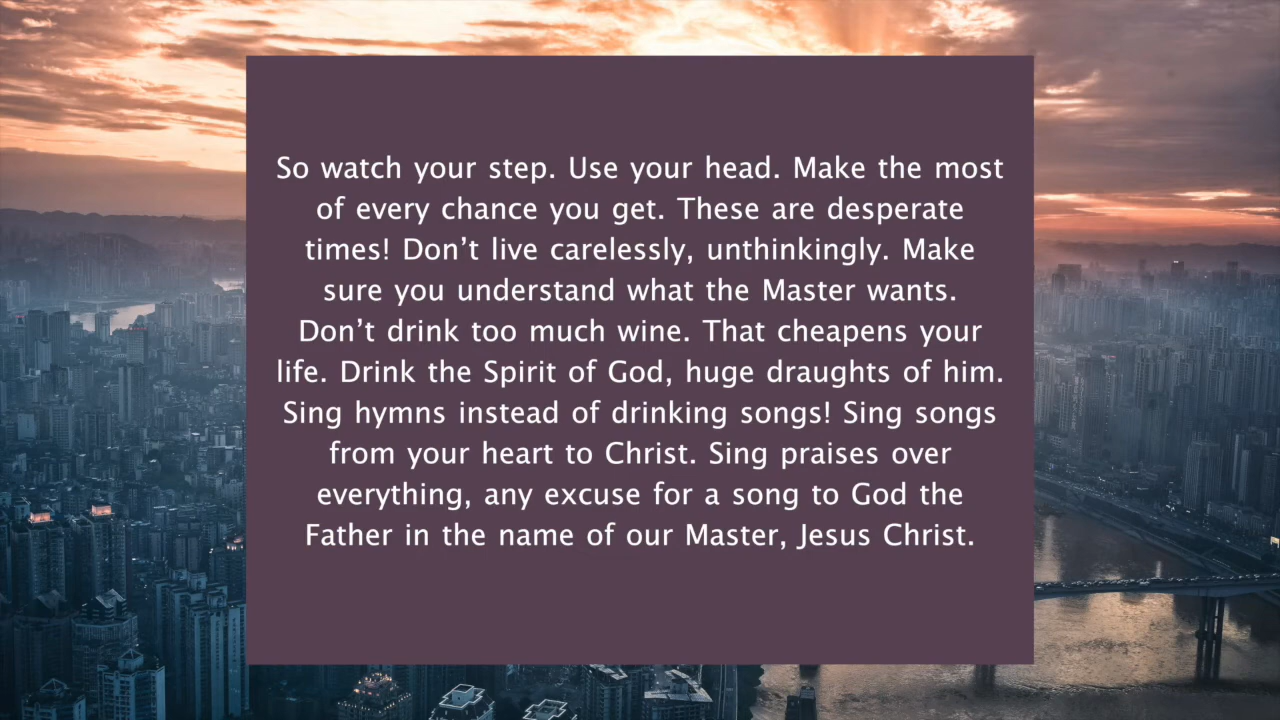 So watch your step. Use your head. Make the most
of every chance you get. These are desperate
times! Don’t live carelessly, unthinkingly. Make
sure you understand what the Master wants.
Don’t drink too much wine. That cheapens your
life. Drink the Spirit of God, huge draughts of him.
Sing hymns instead of drinking songs! Sing songs
from your heart to Christ. Sing praises over
everything, any excuse for a song to God the
Father in the name of our Master, Jesus Christ.